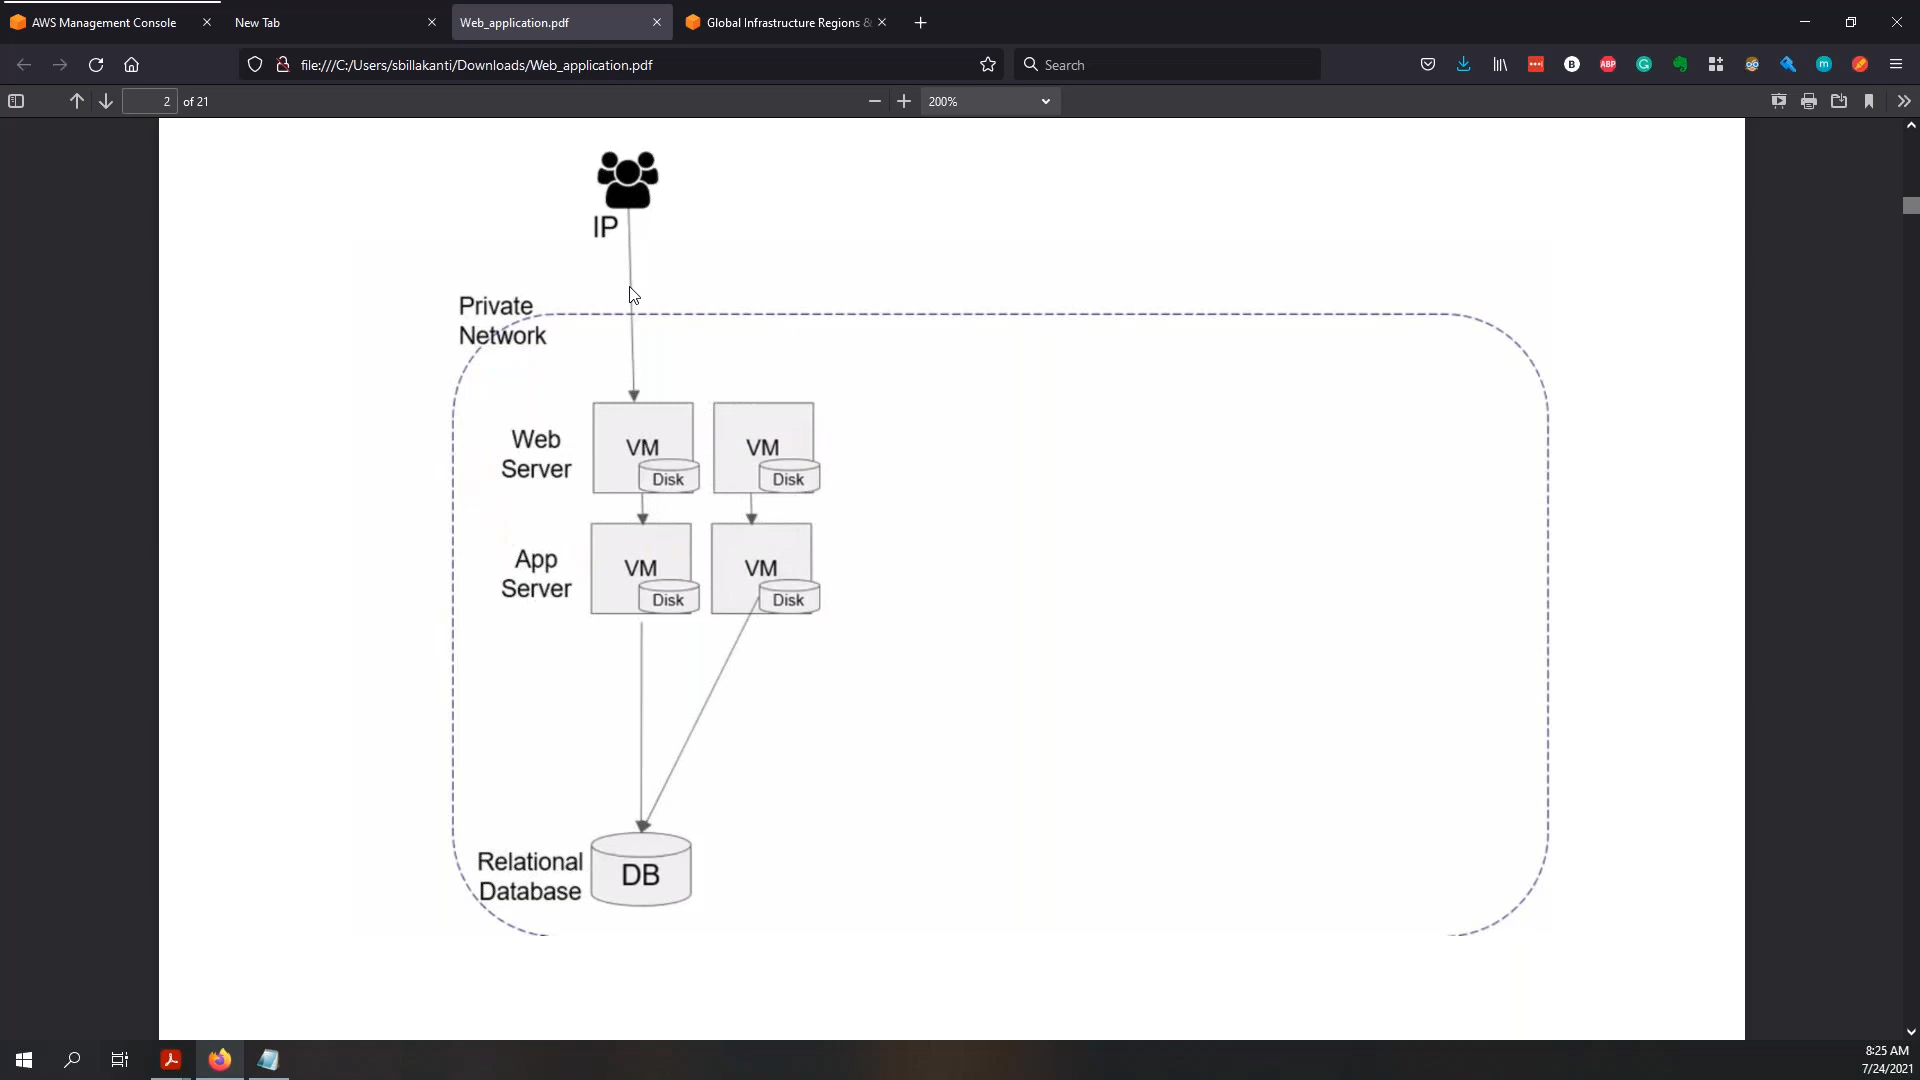 AWS Management Console
New Tab
Web_application.pdf
Global Infrastructure Regions &
file:///C:/Users/sbillakanti/Downloads/Web_application.pdf
Search
2 of 21
200%
IP
Private
Network
Web
Server
VM
Disk
VM
Disk
App
Server
VM
Disk
VM
Disk
Relational
Database
DB
8:25 AM
7/24/2021